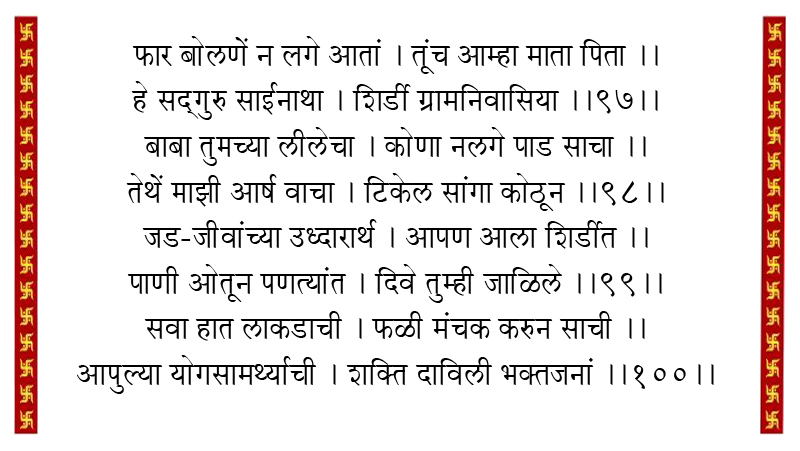 फार बोलणें न लगे आतां । तूंच आम्हा माता पिता ।।
हे सद्‌गुरु साईनाथा । शिर्डी ग्रामनिवासिया ।।९७।।
बाबा तुमच्या लीलेचा । कोणा नलगे पाड साचा ।।
तेथें माझी आर्ष वाचा । टिकेल सांगा कोठून ।।९८।।
जड-जीवांच्या उध्दारार्थ । आपण आला शिर्डीत ।।
पाणी ओतून पणत्यांत । दिवे तुम्ही जाळिले ।।९९।।
सवा हात लाकडाची । फळी मंचक करुन साची ।।
आपुल्या योगसामर्थ्याची । शाक्ति दाविली भक्तजनां ।।१००।।